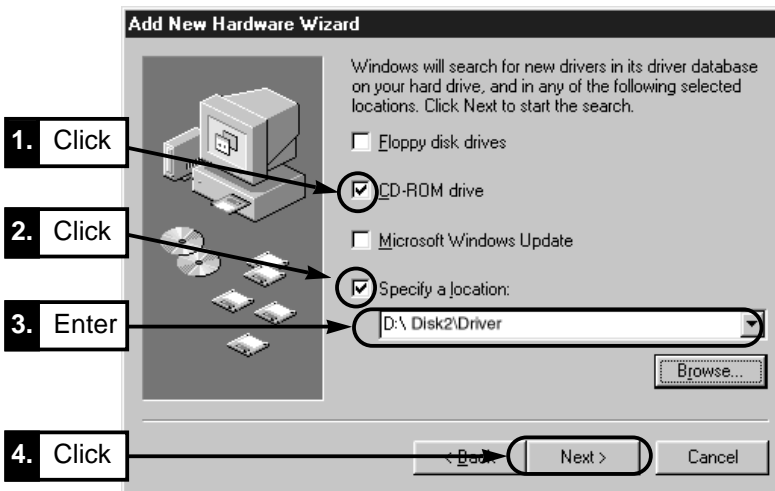 Add New Hardware Wizard
Windows will search for new drivers in its driver database
on your hard drive, and in any of the following selected
locations. Click Next to start the search.
Floppy disk drives
1. Click
CD-ROM drive
Microsoft Windows Update
2. Click
Specify a location:
3. Enter
D:\ Disk2\Driver
Browse...
4. Click
< Back
Next >
Cancel